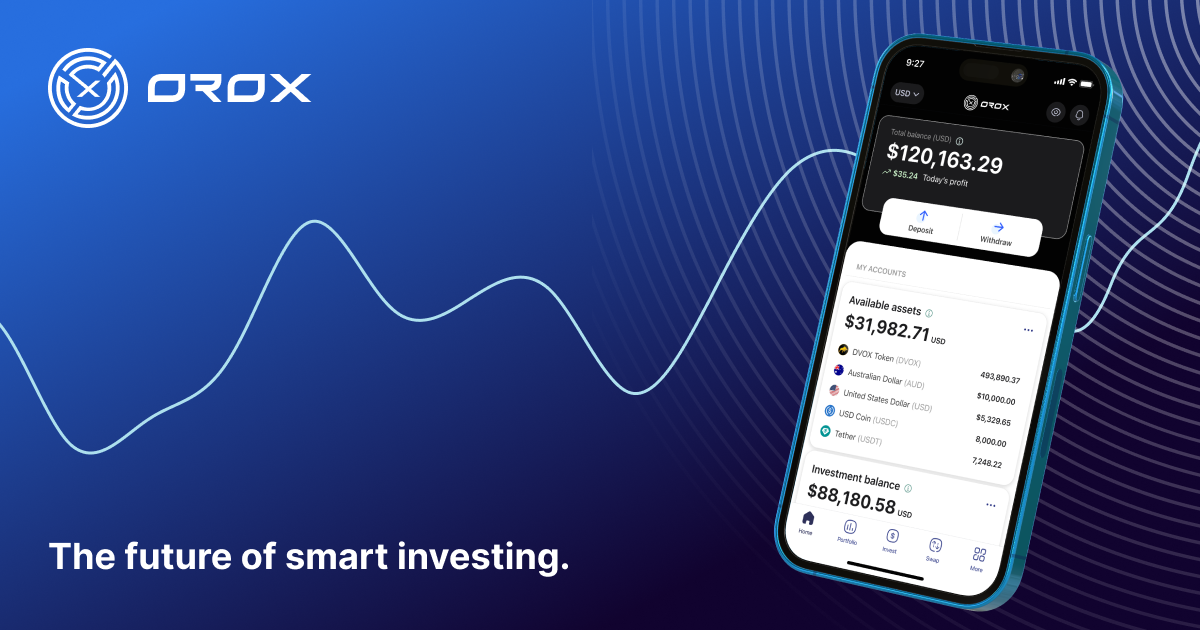 OROX
9:27
USD
OROX
Total balance (USD)
$120,163.29
$35.24 Today's profit
Deposit
Withdraw
MY ACCOUNTS
Available assets
$31,982.71 USD
DVOX Token (DVOX) 493,890.37
Australian Dollar (AUD) $10,000.00
United States Dollar (USD) $5,329.65
USD Coin (USDC) 8,000.00
Tether (USDT) 7,248.22
Investment balance
$88,180.58 USD
Home
Portfolio
Invest
Swap
More
The future of smart investing.